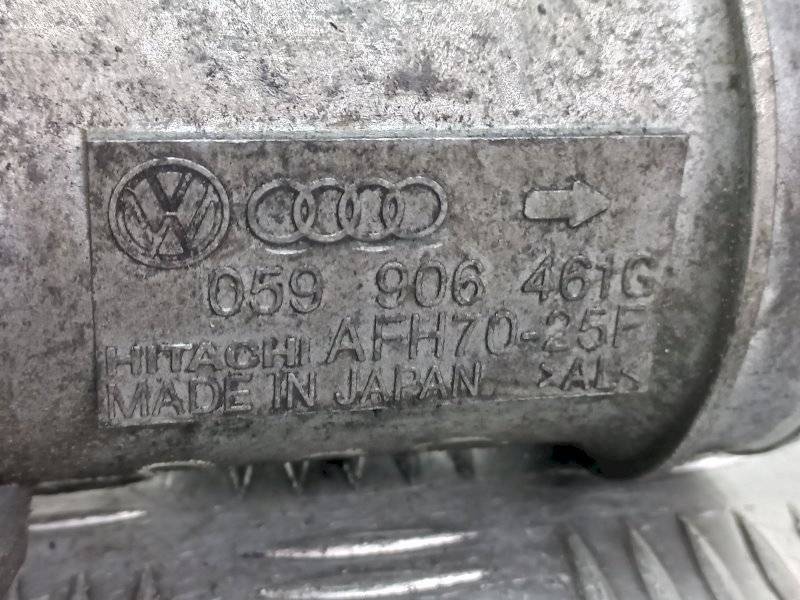 059 906 461G
HITACHI AFH70-25F
MADE IN JAPAN >AL<